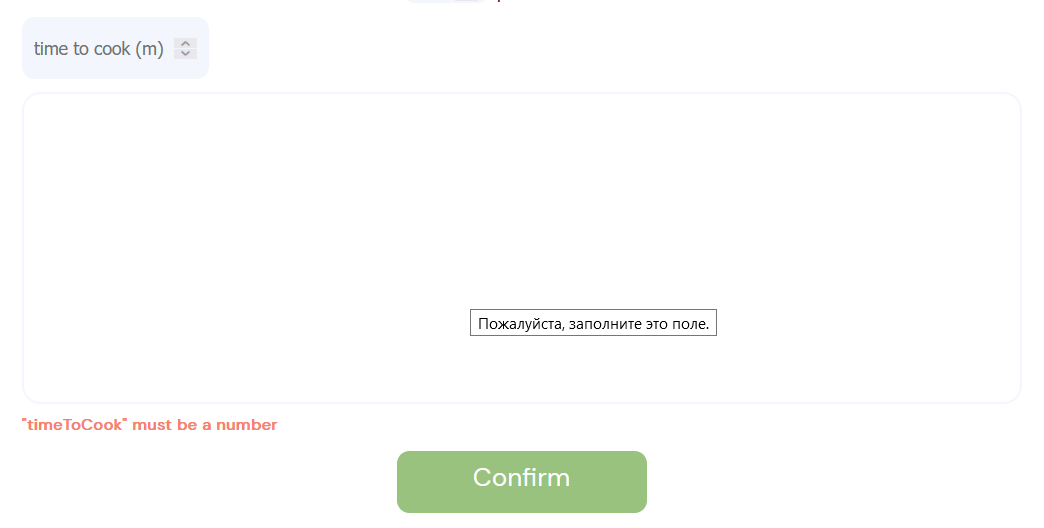 time to cook (m)
Пожалуйста, заполните это поле.
"timeToCook" must be a number
Confirm